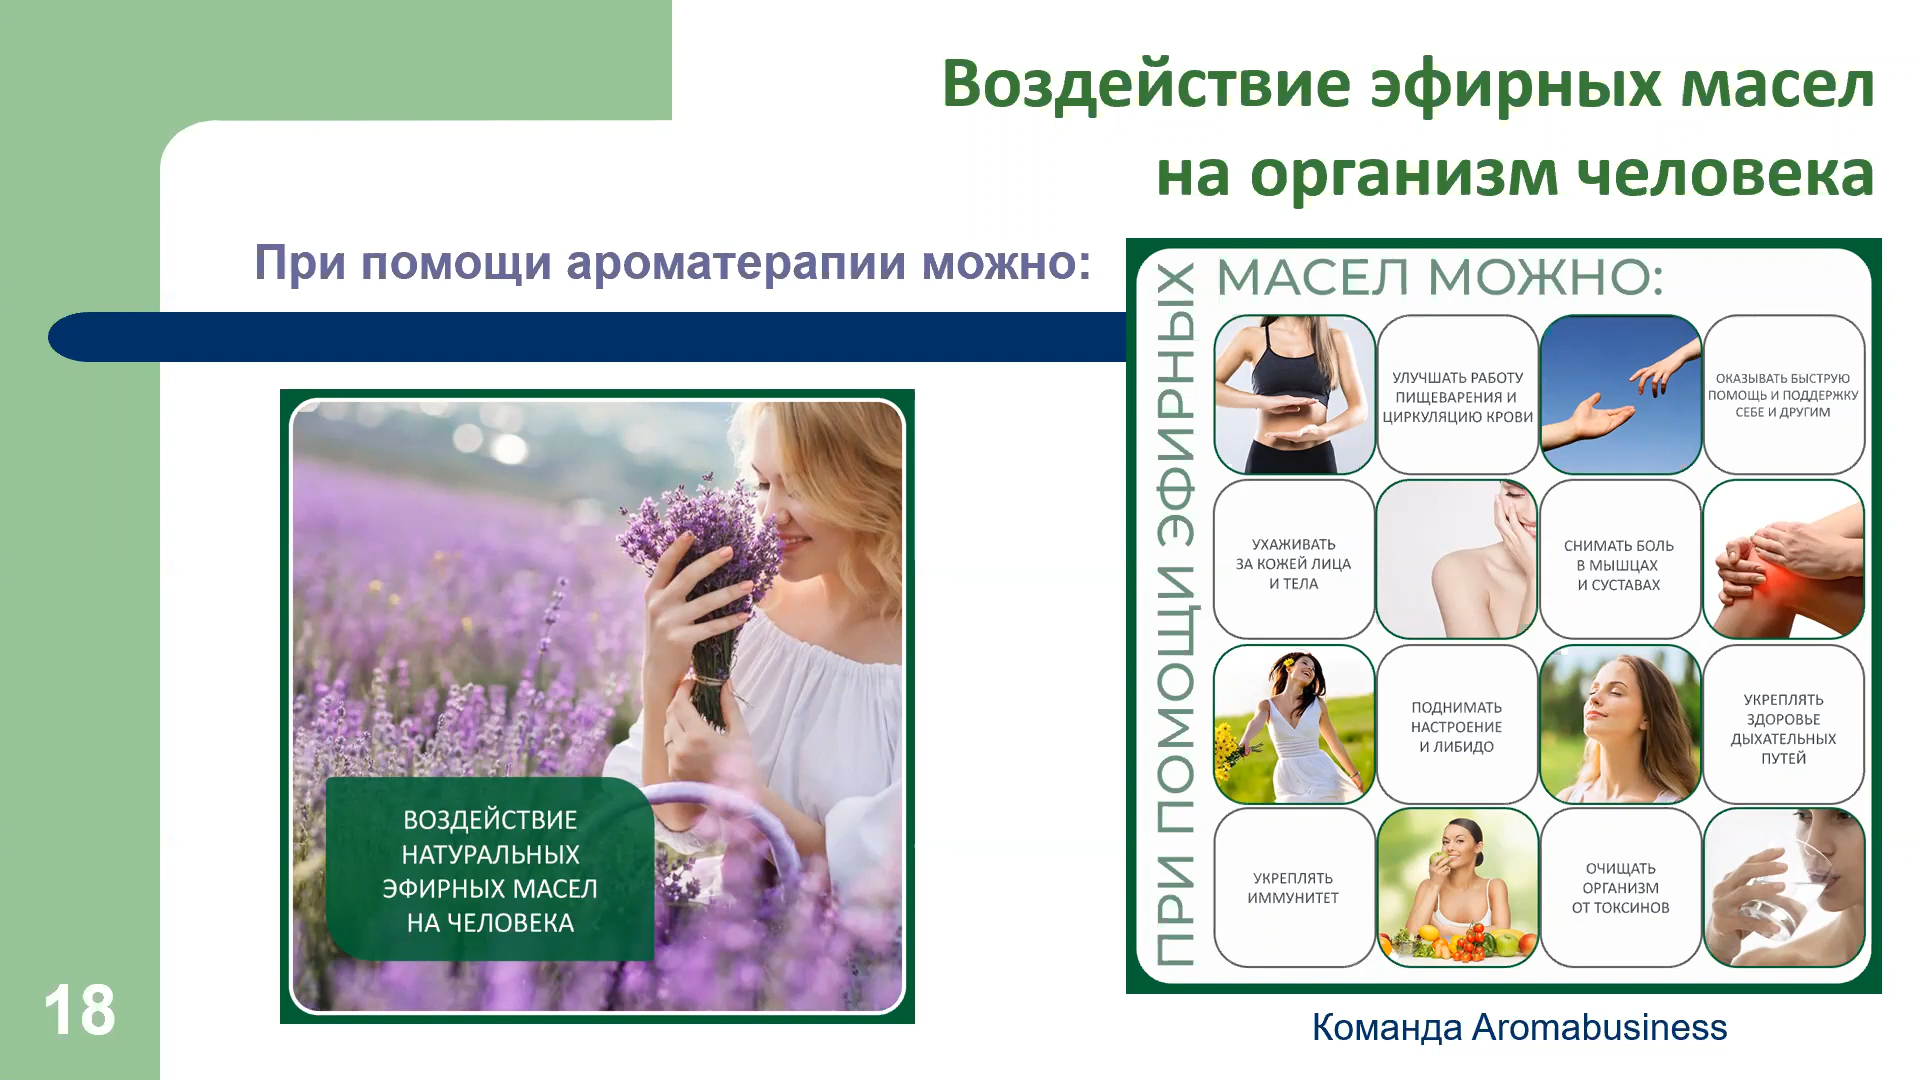 Воздействие эфирных масел
на организм человека
При помощи ароматерапии можно:
ВОЗДЕЙСТВИЕ
НАТУРАЛЬНЫХ
ЭФИРНЫХ МАСЕЛ
НА ЧЕЛОВЕКА
ПРИ ПОМОЩИ ЭФИРНЫХ
МАСЕЛ МОЖНО:
УЛУЧШАТЬ РАБОТУ
ПИЩЕВАРЕНИЯ И
ЦИРКУЛЯЦИЮ КРОВИ
ОКАЗЫВАТЬ БЫСТРУЮ
ПОМОЩЬ И ПОДДЕРЖКУ
СЕБЕ И ДРУГИМ
УХАЖИВАТЬ
ЗА КОЖЕЙ ЛИЦА
И ТЕЛА
СНИМАТЬ БОЛЬ
В МЫШЦАХ
И СУСТАВАХ
ПОДНИМАТЬ
НАСТРОЕНИЕ
И ЛИБИДО
УКРЕПЛЯТЬ
ЗДОРОВЬЕ
ДЫХАТЕЛЬНЫХ
ПУТЕЙ
УКРЕПЛЯТЬ
ИММУНИТЕТ
ОЧИЩАТЬ
ОРГАНИЗМ
ОТ ТОКСИНОВ
18
Команда Aromabusiness